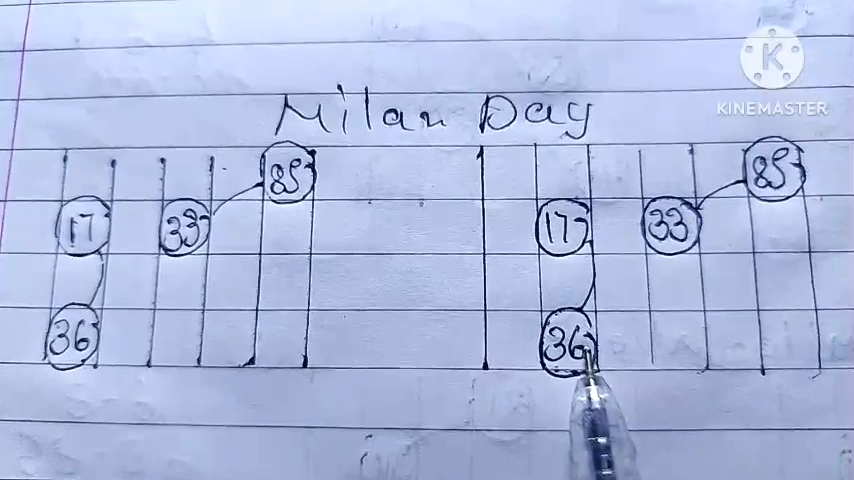 K
KINEMASTER
Milan Day
85 85
17 33 17 33
36 36